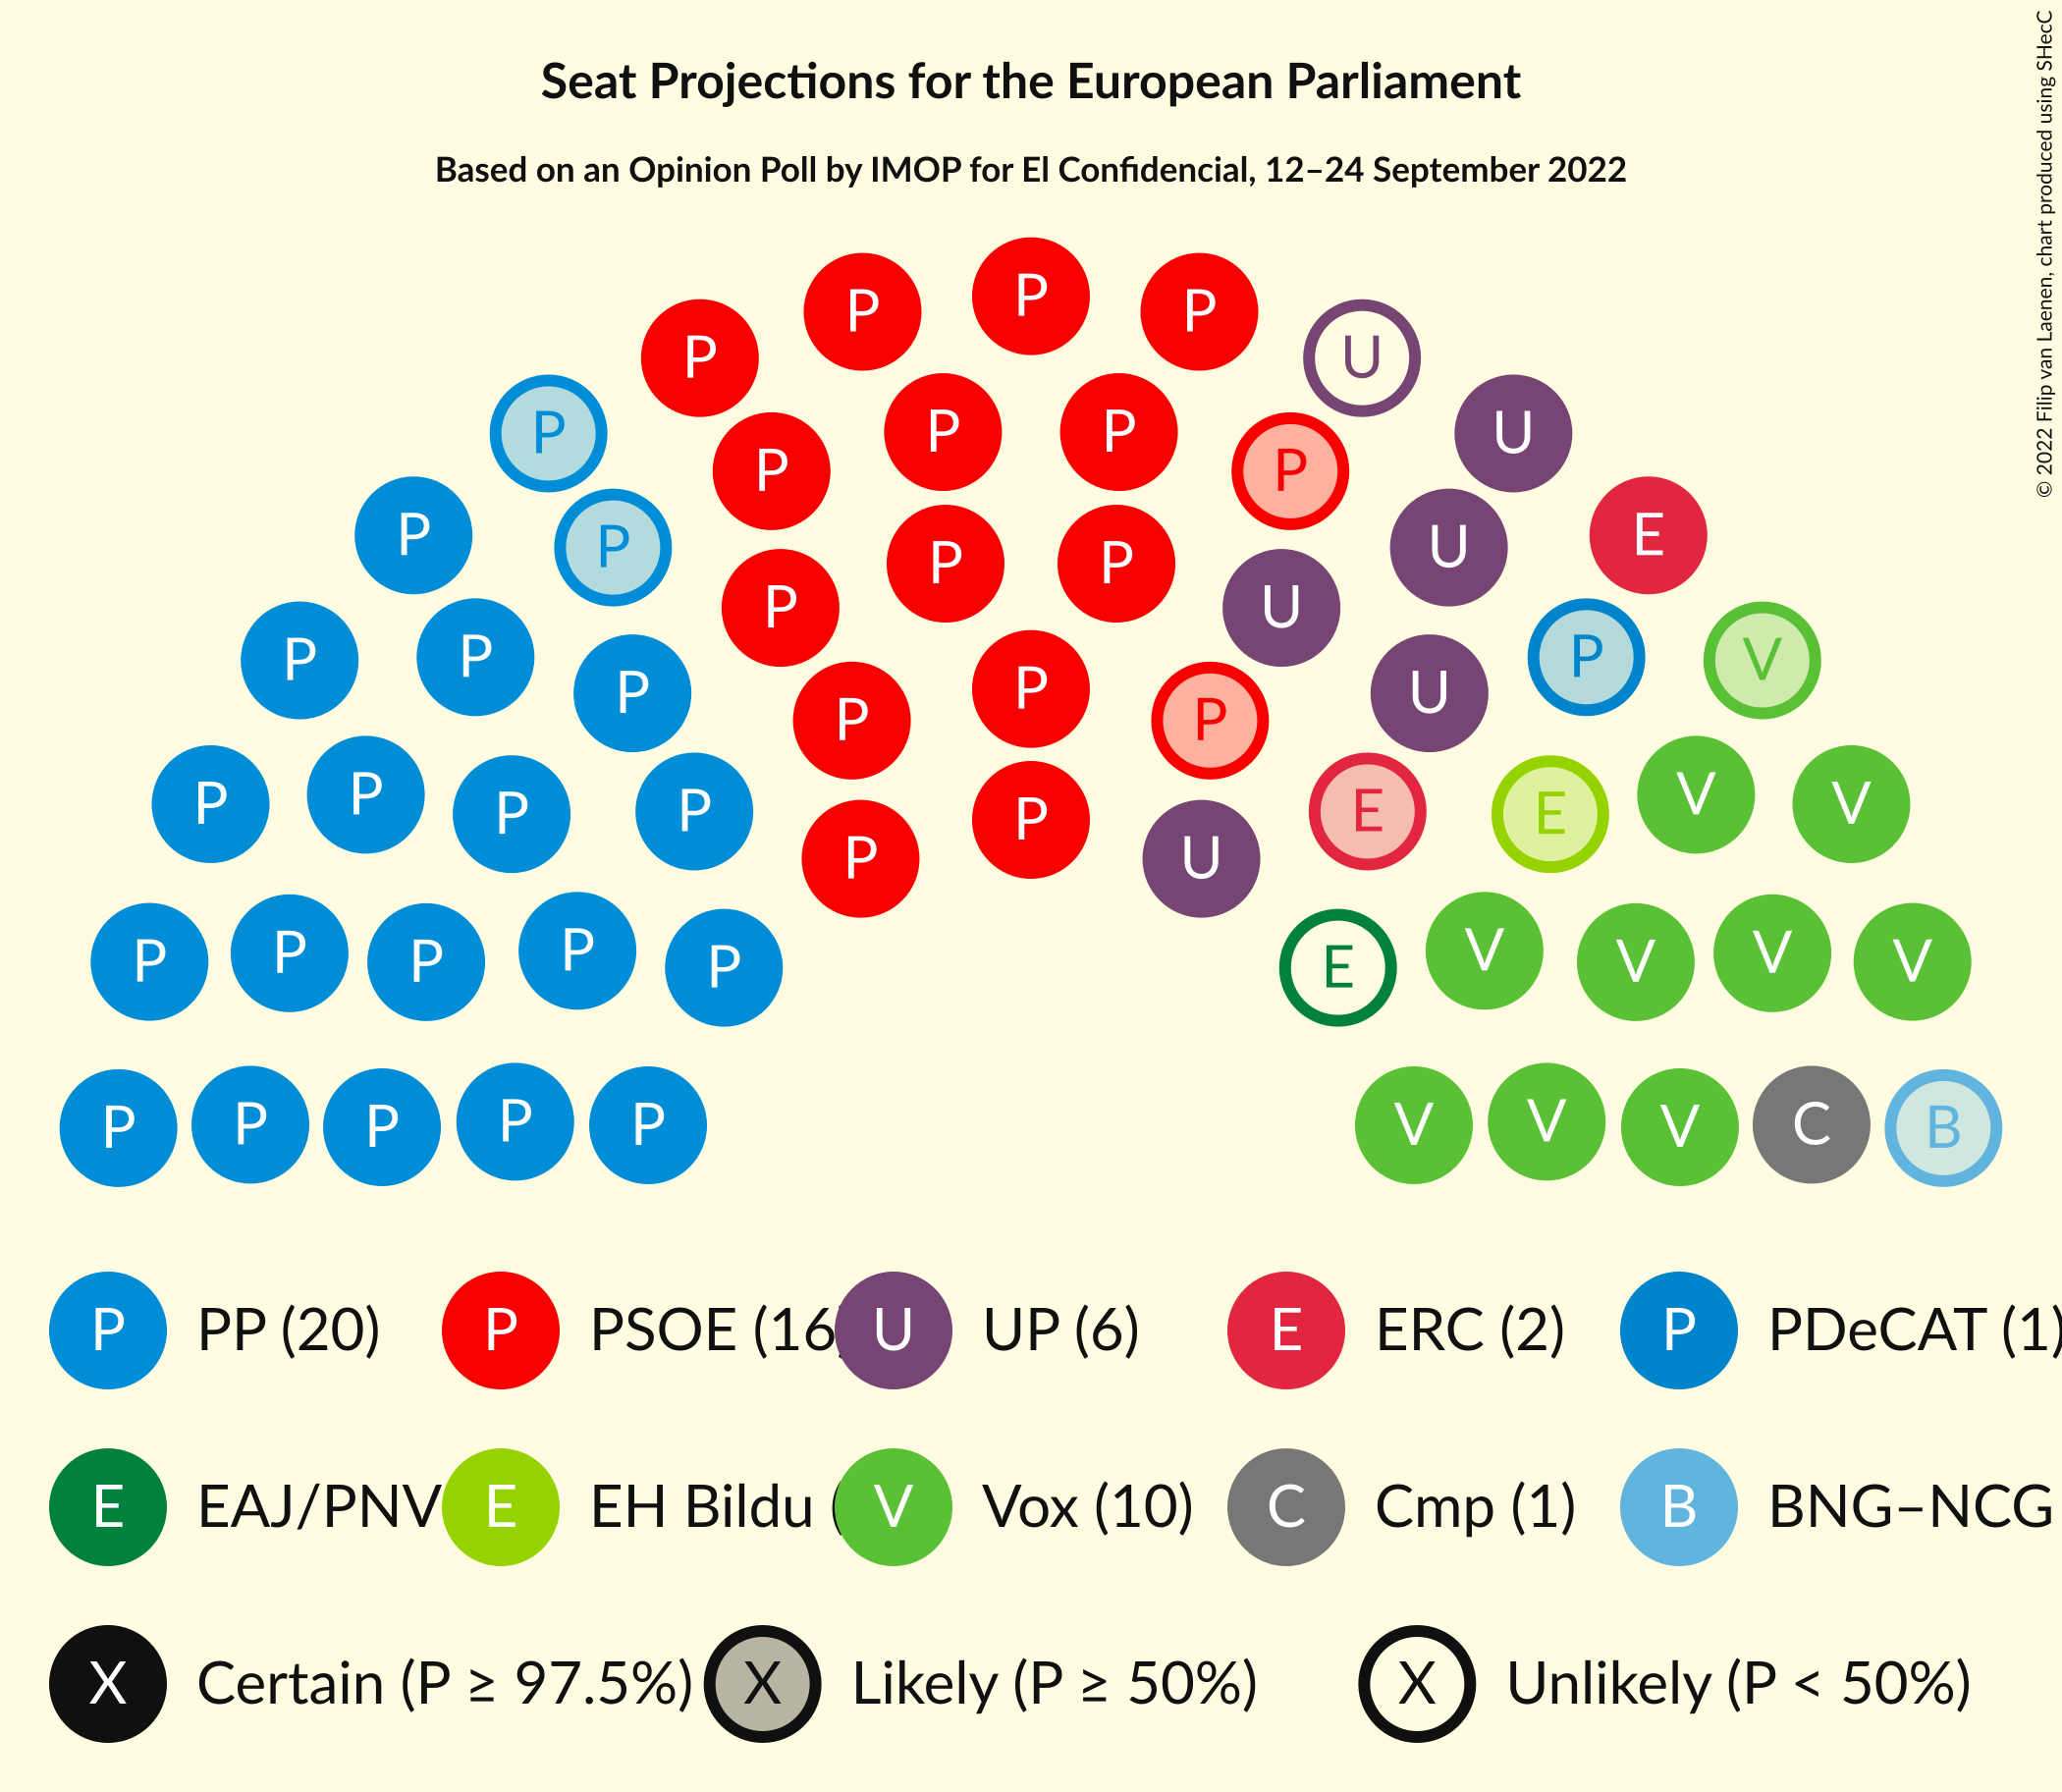 Seat Projections for the European Parliament
Based on an Opinion Poll by IMOP for El Confidencial, 12–24 September 2022
© 2022 Filip van Laenen, chart produced using SHecC
P
P P
P U
P P
P U
P P
P P
P E
P P
U U
P P
P P
U U
P V
P P
P E
P P
P P
P P
E E
V V
P U
P P P P P
E V V V V
P P P P P
V V V C B
P PP (20) P PSOE (16 U UP (6) E ERC (2) P PDeCAT (1)
E EAJ/PNV E EH Bildu ( V Vox (10) C Cmp (1) B BNG–NCG
X Certain (P ≥ 97.5%) X Likely (P ≥ 50%) X Unlikely (P < 50%)